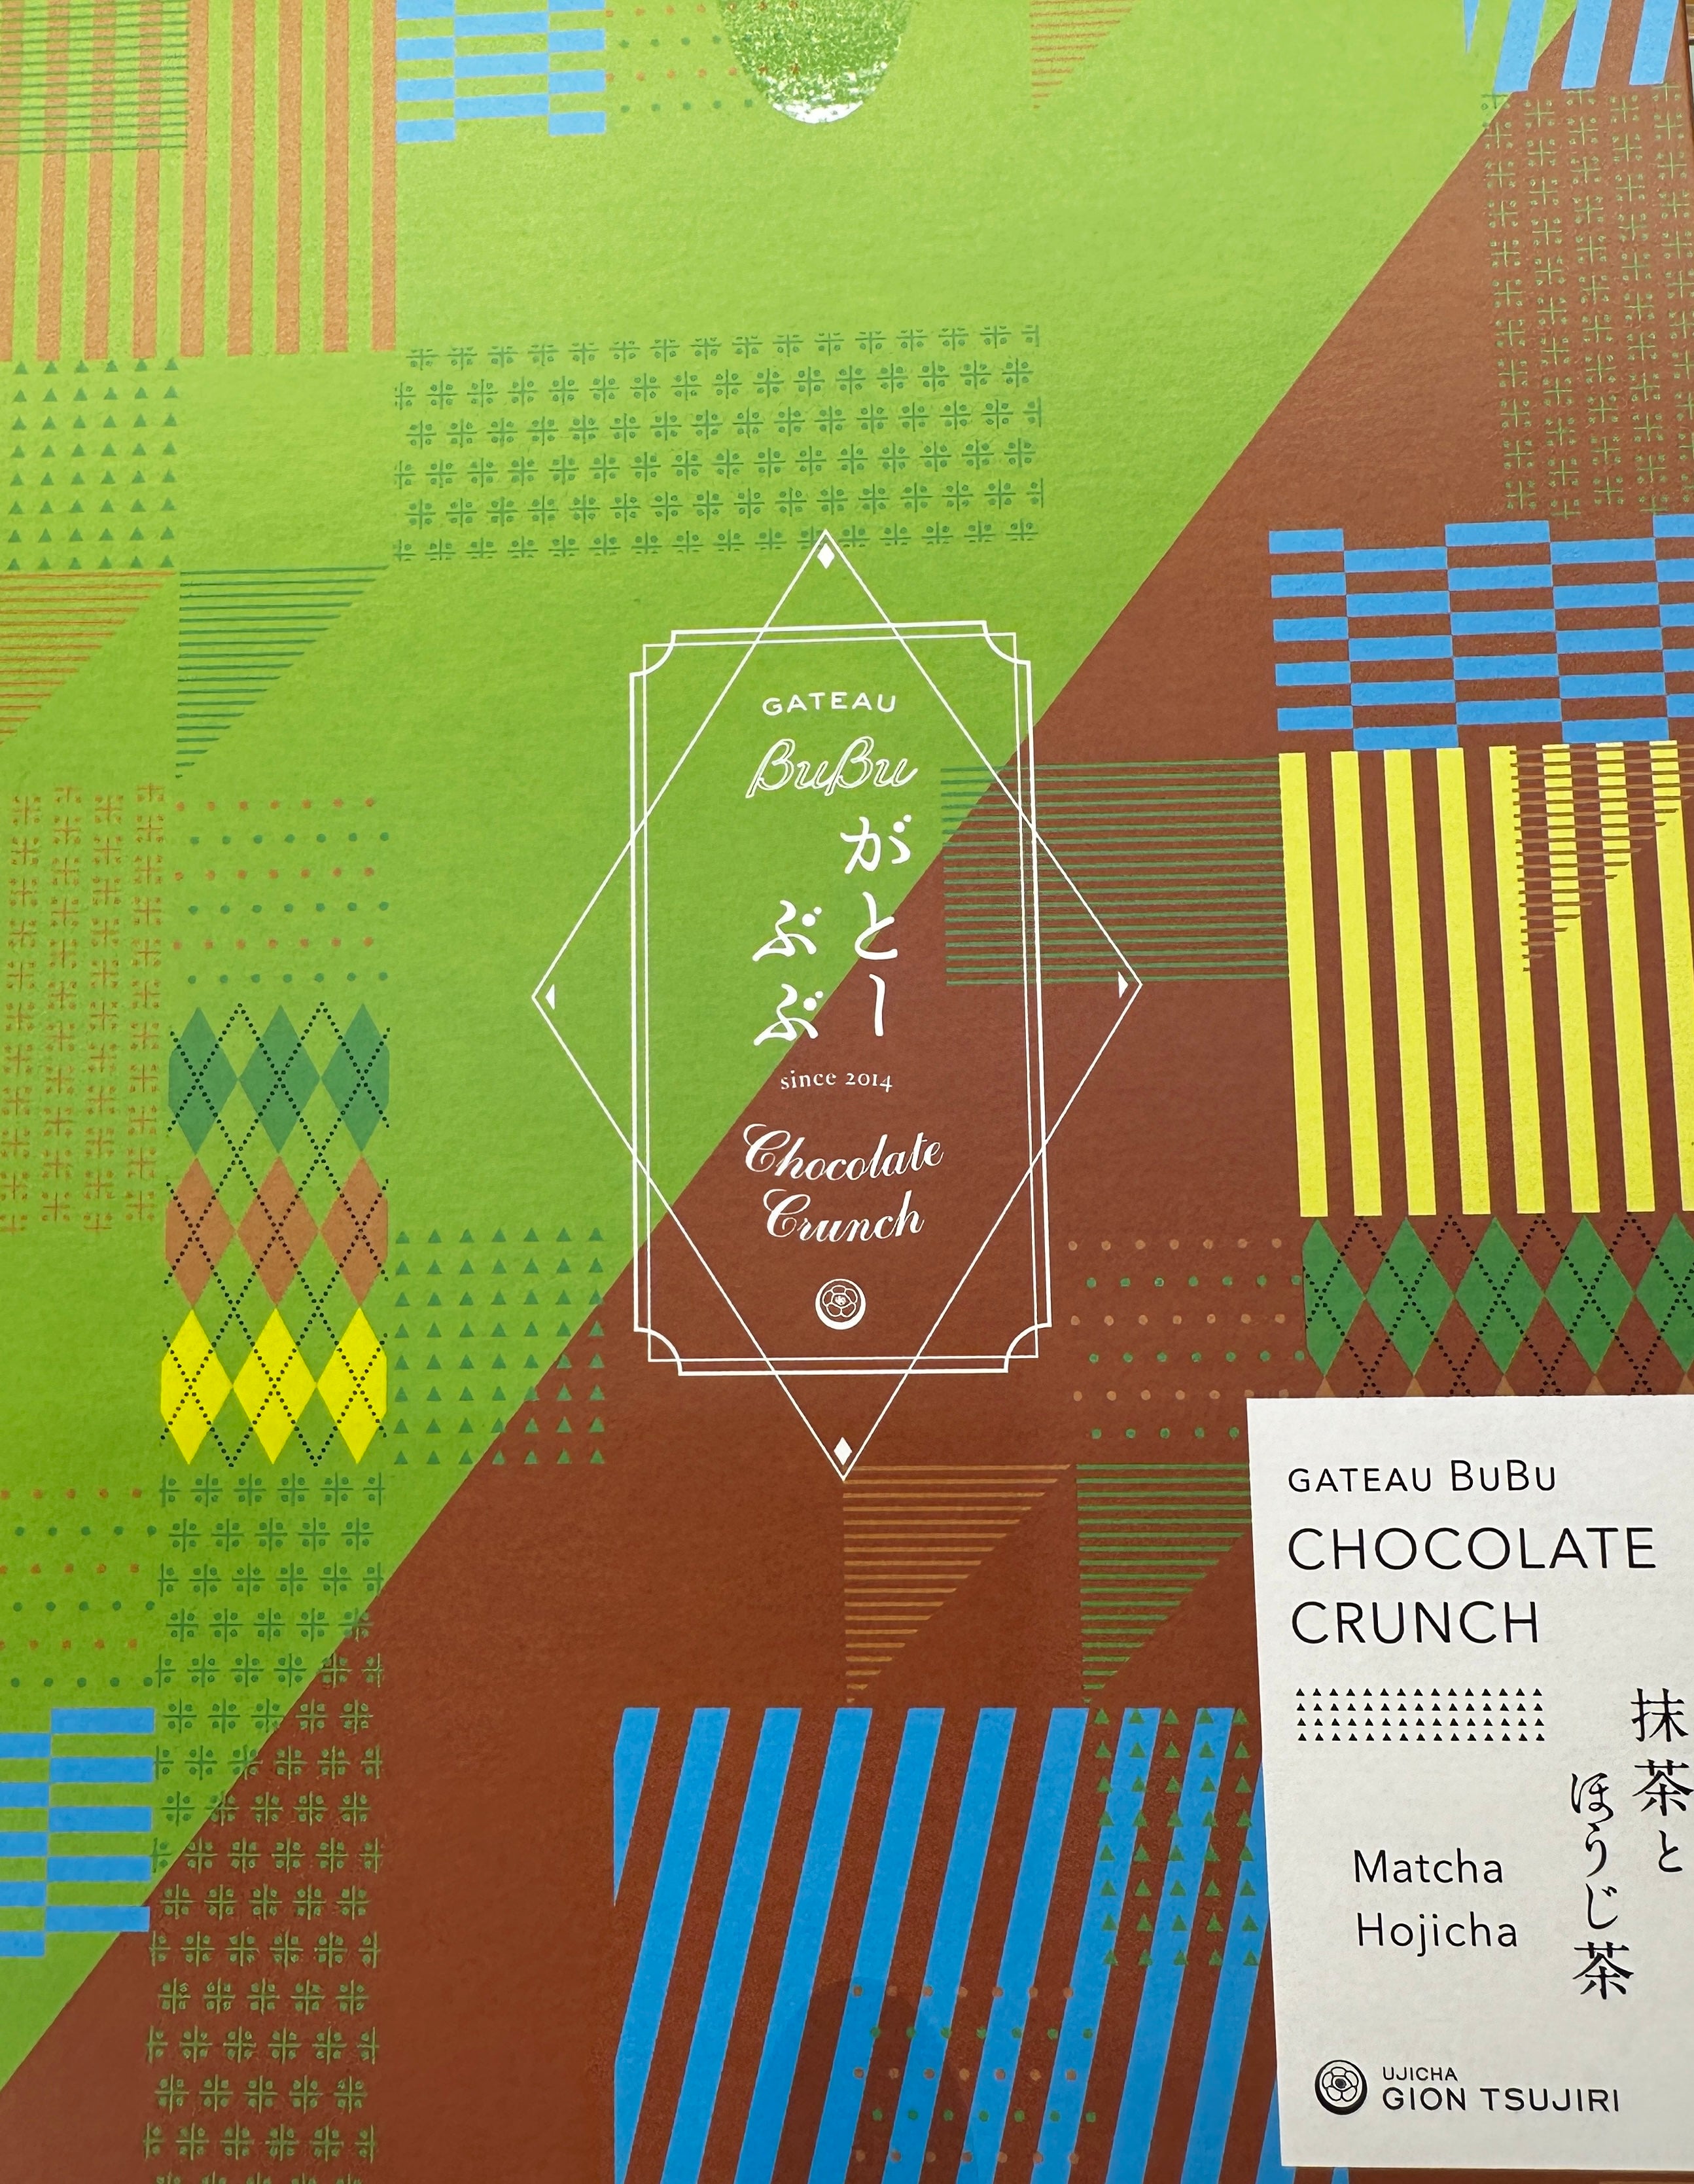 GATEAU
BuBu
がとー
ぶぶ
since 2014
Chocolate
Crunch
GATEAU BUBU
CHOCOLATE
CRUNCH
抹茶と
ほうじ茶
Matcha
Hojicha
UJICHA
GION TSUJIRI